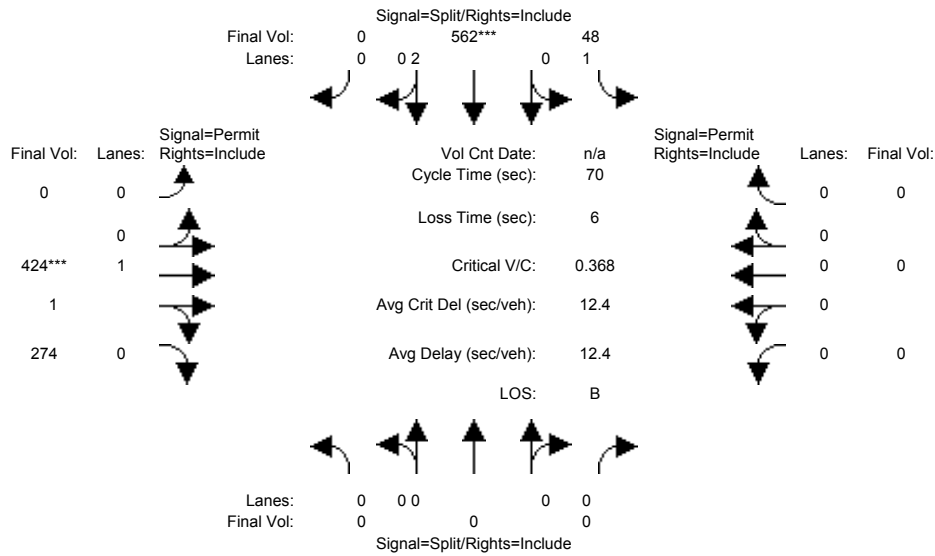 Signal=Split/Rights=Include
Final Vol: 0 562*** 48
Lanes: 0 0 2 0 1
Signal=Permit Signal=Permit
Final Vol: Lanes: Rights=Include Vol Cnt Date: n/a Rights=Include Lanes: Final Vol:
Cycle Time (sec): 70
0 0 0 0
Loss Time (sec): 6
0 0
424*** 1 Critical V/C: 0.368 0 0
1 Avg Crit Del (sec/veh): 12.4 0
274 0 Avg Delay (sec/veh): 12.4 0 0
LOS: B
Lanes: 0 0 0 0 0
Final Vol: 0 0 0
Signal=Split/Rights=Include